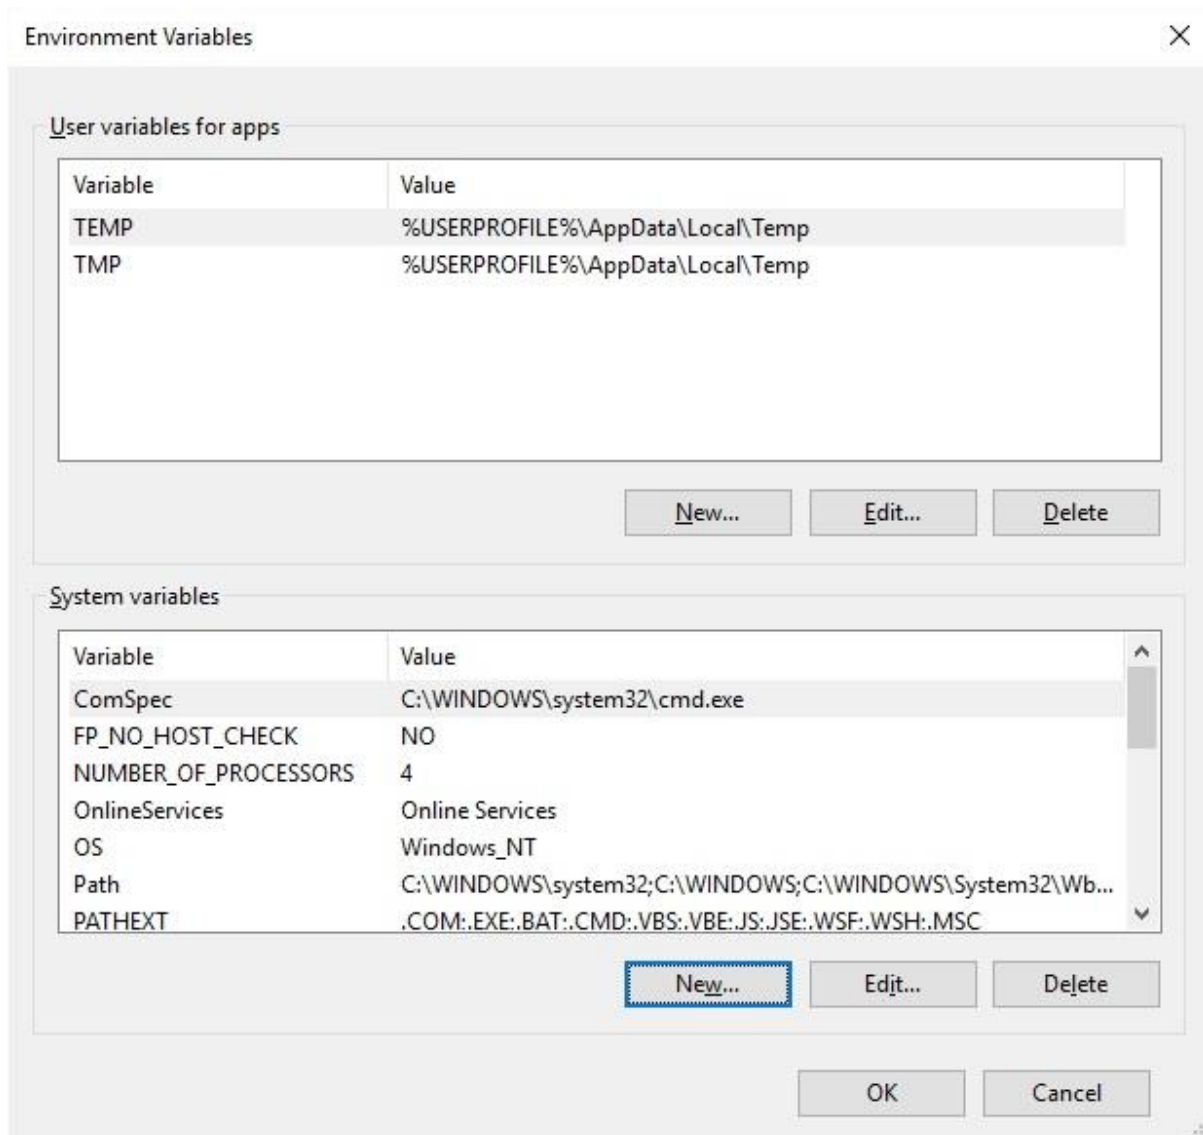 Environment Variables
User variables for apps
Variable Value
TEMP %USERPROFILE%\AppData\Local\Temp
TMP %USERPROFILE%\AppData\Local\Temp
New... Edit... Delete
System variables
Variable Value
ComSpec C:\WINDOWS\system32\cmd.exe
FP_NO_HOST_CHECK NO
NUMBER_OF_PROCESSORS 4
OnlineServices Online Services
OS Windows_NT
Path C:\WINDOWS\system32;C:\WINDOWS;C:\WINDOWS\System32\Wb...
PATHEXT .COM;.EXE;.BAT;.CMD;.VBS;.VBE;.JS;.JSE;.WSF;.WSH;.MSC
New... Edit... Delete
OK Cancel